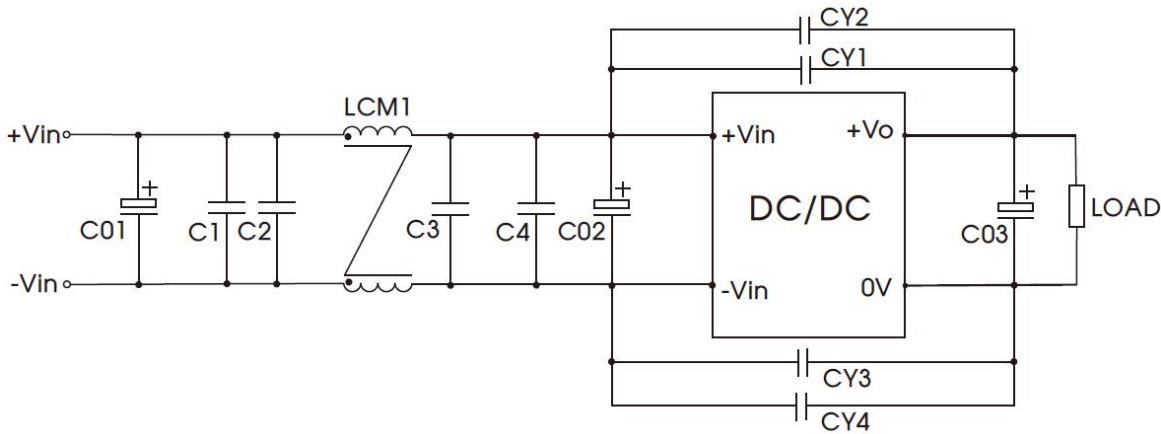 CY2
CY1
LCM1
+Vin
+Vin
+Vo
+
+
+
DC/DC
LOAD
C01
C1
C2
C3
C4
C02
C03
-Vin
-Vin
0V
CY3
CY4